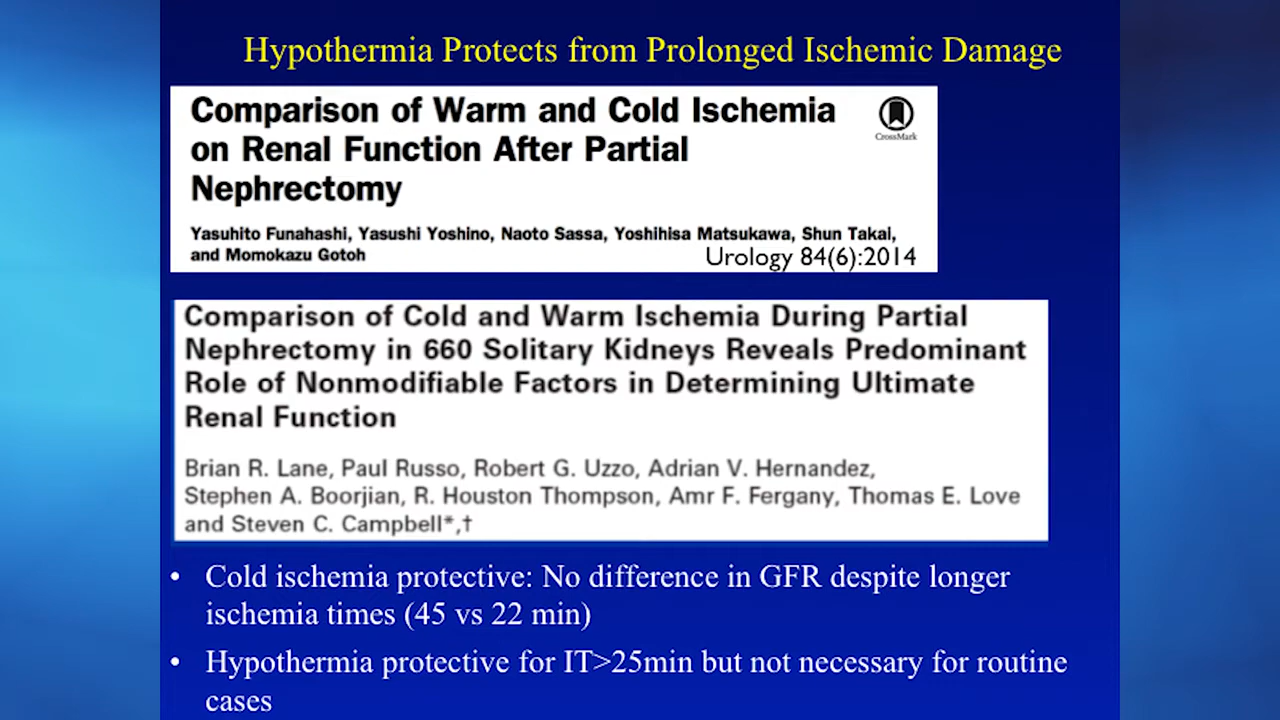 Hypothermia Protects from Prolonged Ischemic Damage
Comparison of Warm and Cold Ischemia
on Renal Function After Partial
Nephrectomy
CrossMark
Yasuhito Funahashi, Yasushi Yoshino, Naoto Sassa, Yoshihisa Matsukawa, Shun Takai,
and Momokazu Gotoh
Urology 84(6):2014
Comparison of Cold and Warm Ischemia During Partial
Nephrectomy in 660 Solitary Kidneys Reveals Predominant
Role of Nonmodifiable Factors in Determining Ultimate
Renal Function
Brian R. Lane, Paul Russo, Robert G. Uzzo, Adrian V. Hernandez,
Stephen A. Boorjian, R. Houston Thompson, Amr F. Fergany, Thomas E. Love
and Steven C. Campbell*,†
• Cold ischemia protective: No difference in GFR despite longer
ischemia times (45 vs 22 min)
• Hypothermia protective for IT>25min but not necessary for routine
cases